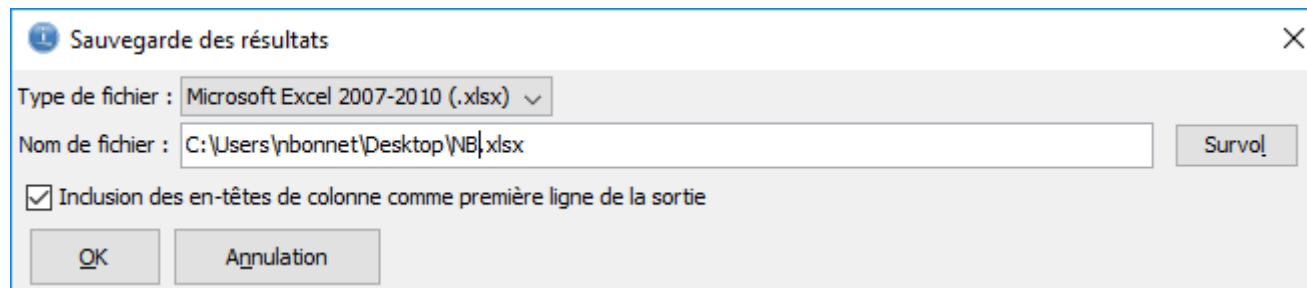 Sauvegarde des résultats
Type de fichier : Microsoft Excel 2007-2010 (.xlsx)
Nom de fichier : C:\Users\nbonnet\Desktop\NB.xlsx Survol
Inclusion des en-têtes de colonne comme première ligne de la sortie
OK Annulation